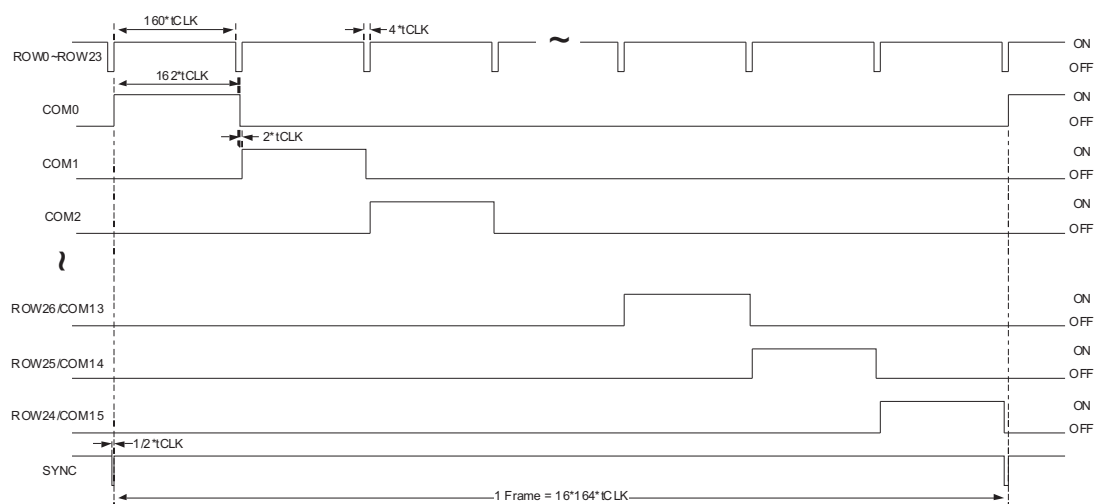 160*tCLK
4*tCLK
ROW0~ROW23
~
ON
OFF
162*tCLK
COM0
ON
OFF
2*tCLK
COM1
ON
OFF
COM2
ON
OFF
~
ROW26/COM13
ON
OFF
ROW25/COM14
ON
OFF
ROW24/COM15
ON
OFF
1/2*tCLK
SYNC
1 Frame = 16*164*tCLK